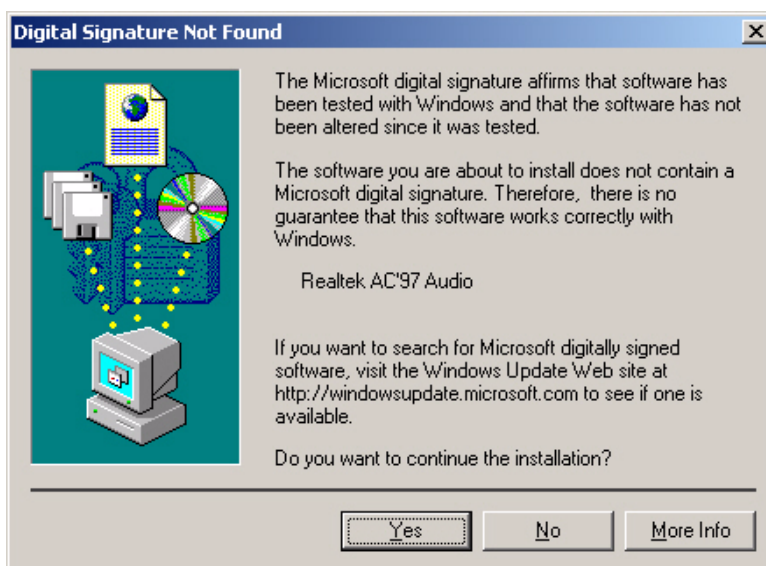 Digital Signature Not Found
The Microsoft digital signature affirms that software has
been tested with Windows and that the software has not
been altered since it was tested.
The software you are about to install does not contain a
Microsoft digital signature. Therefore, there is no
guarantee that this software works correctly with
Windows.
Realtek AC'97 Audio
If you want to search for Microsoft digitally signed
software, visit the Windows Update Web site at
http://windowsupdate.microsoft.com to see if one is
available.
Do you want to continue the installation?
Yes
No
More Info